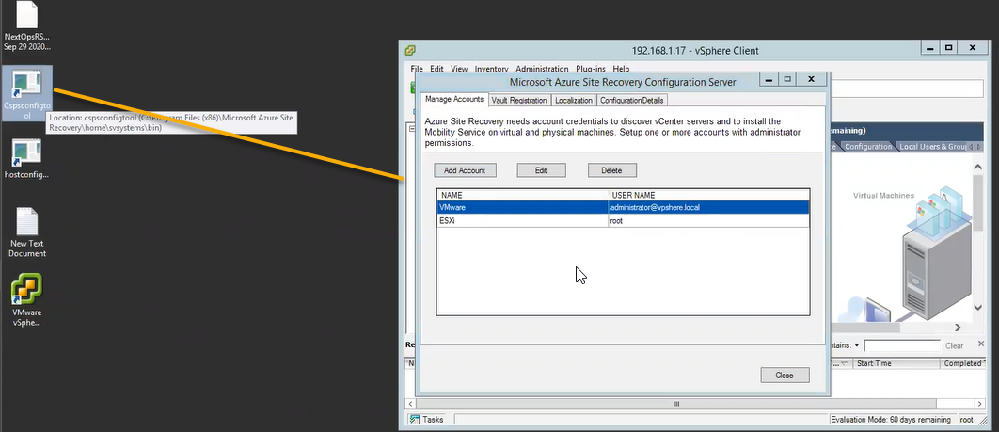 NextOpsRS...
Sep 29 2020...
Cspsconfigto
ol
Location: cspsconfigtool (C:\Program Files (x86)\Microsoft Azure Site
Recovery\home\svsystems\bin)
hostconfig...
New Text
Document
VMware
vSphe...
192.168.1.17 - vSphere Client
File Edit View Inventory Administration Plug-ins Help
Microsoft Azure Site Recovery Configuration Server
Manage Accounts Vault Registration Localization ConfigurationDetails
Azure Site Recovery needs account credentials to discover vCenter servers and to install the
Mobility Service on virtual and physical machines. Setup one or more accounts with administrator
permissions.
Add Account Edit Delete
NAME USER NAME
VMware administrator@vpshere.local
ESXi root
Close
maining)
Configuration Local Users & Grou
Virtual Machines
Re
ntains: Clear
N
Start Time Completed
Tasks
Evaluation Mode: 60 days remaining root